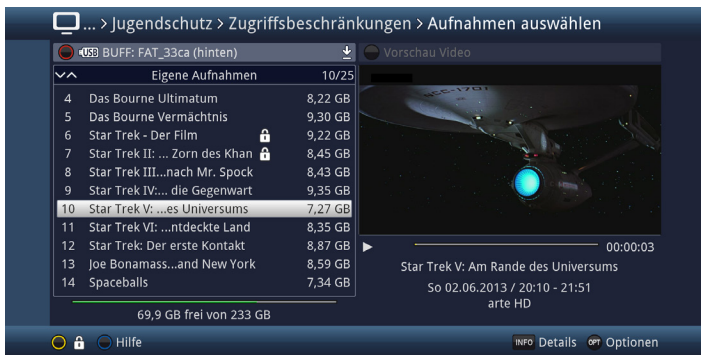 ... > Jugendschutz > Zugriffsbeschränkungen > Aufnahmen auswählen
USB BUFF: FAT_33ca (hinten)
Vorschau Video
Eigene Aufnahmen 10/25
4 Das Bourne Ultimatum 8,22 GB
5 Das Bourne Vermächtnis 9,30 GB
6 Star Trek - Der Film 9,22 GB
7 Star Trek II: ... Zorn des Khan 8,45 GB
8 Star Trek III...nach Mr. Spock 8,43 GB
9 Star Trek IV:... die Gegenwart 9,35 GB
10 Star Trek V: ...es Universums 7,27 GB
11 Star Trek VI: ...ntdeckte Land 8,35 GB
12 Star Trek: Der erste Kontakt 8,87 GB
13 Joe Bonamass...and New York 8,59 GB
14 Spaceballs 7,34 GB
69,9 GB frei von 233 GB
NCC-1701
00:00:03
Star Trek V: Am Rande des Universums
So 02.06.2013 / 20:10 - 21:51
arte HD
Hilfe
INFO Details OPT Optionen